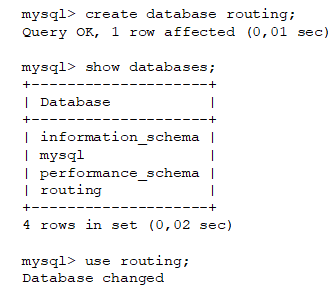 mysql> create database routing;
Query OK, 1 row affected (0,01 sec)
mysql> show databases;
+--------------------+
| Database           |
+--------------------+
| information_schema |
| mysql              |
| performance_schema |
| routing            |
+--------------------+
4 rows in set (0,02 sec)
mysql> use routing;
Database changed